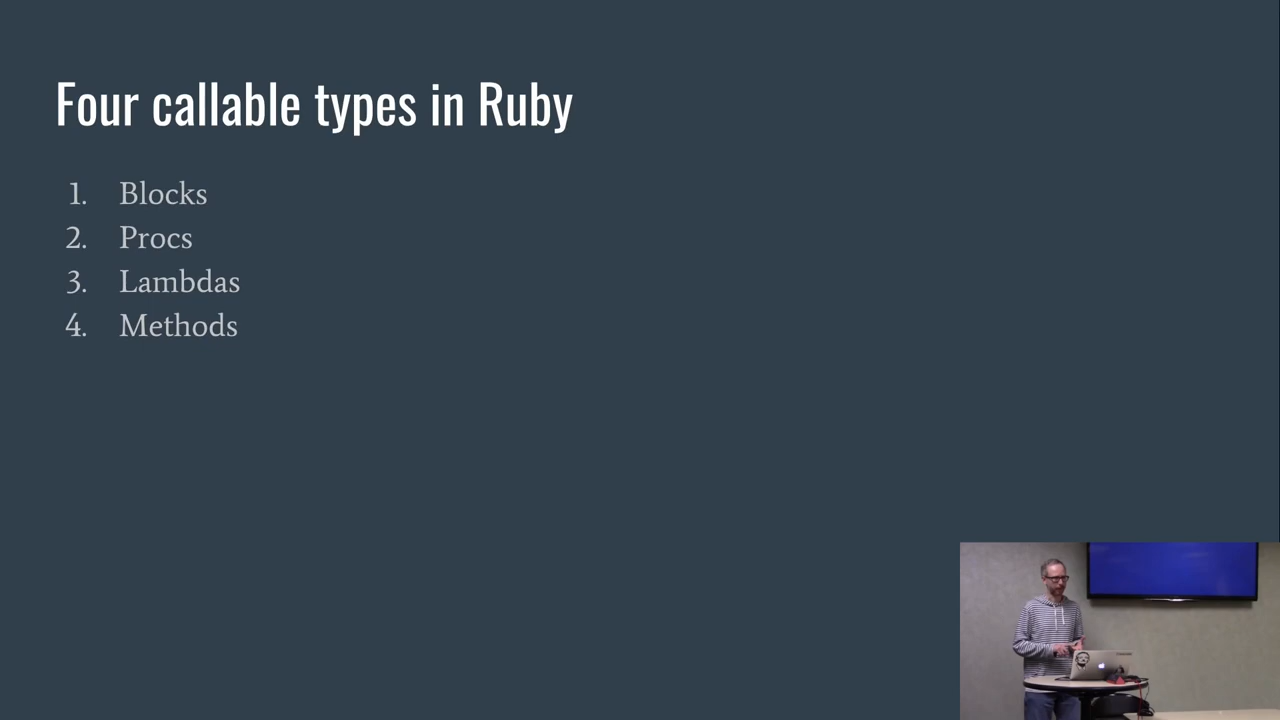 Four callable types in Ruby
1. Blocks
2. Procs
3. Lambdas
4. Methods